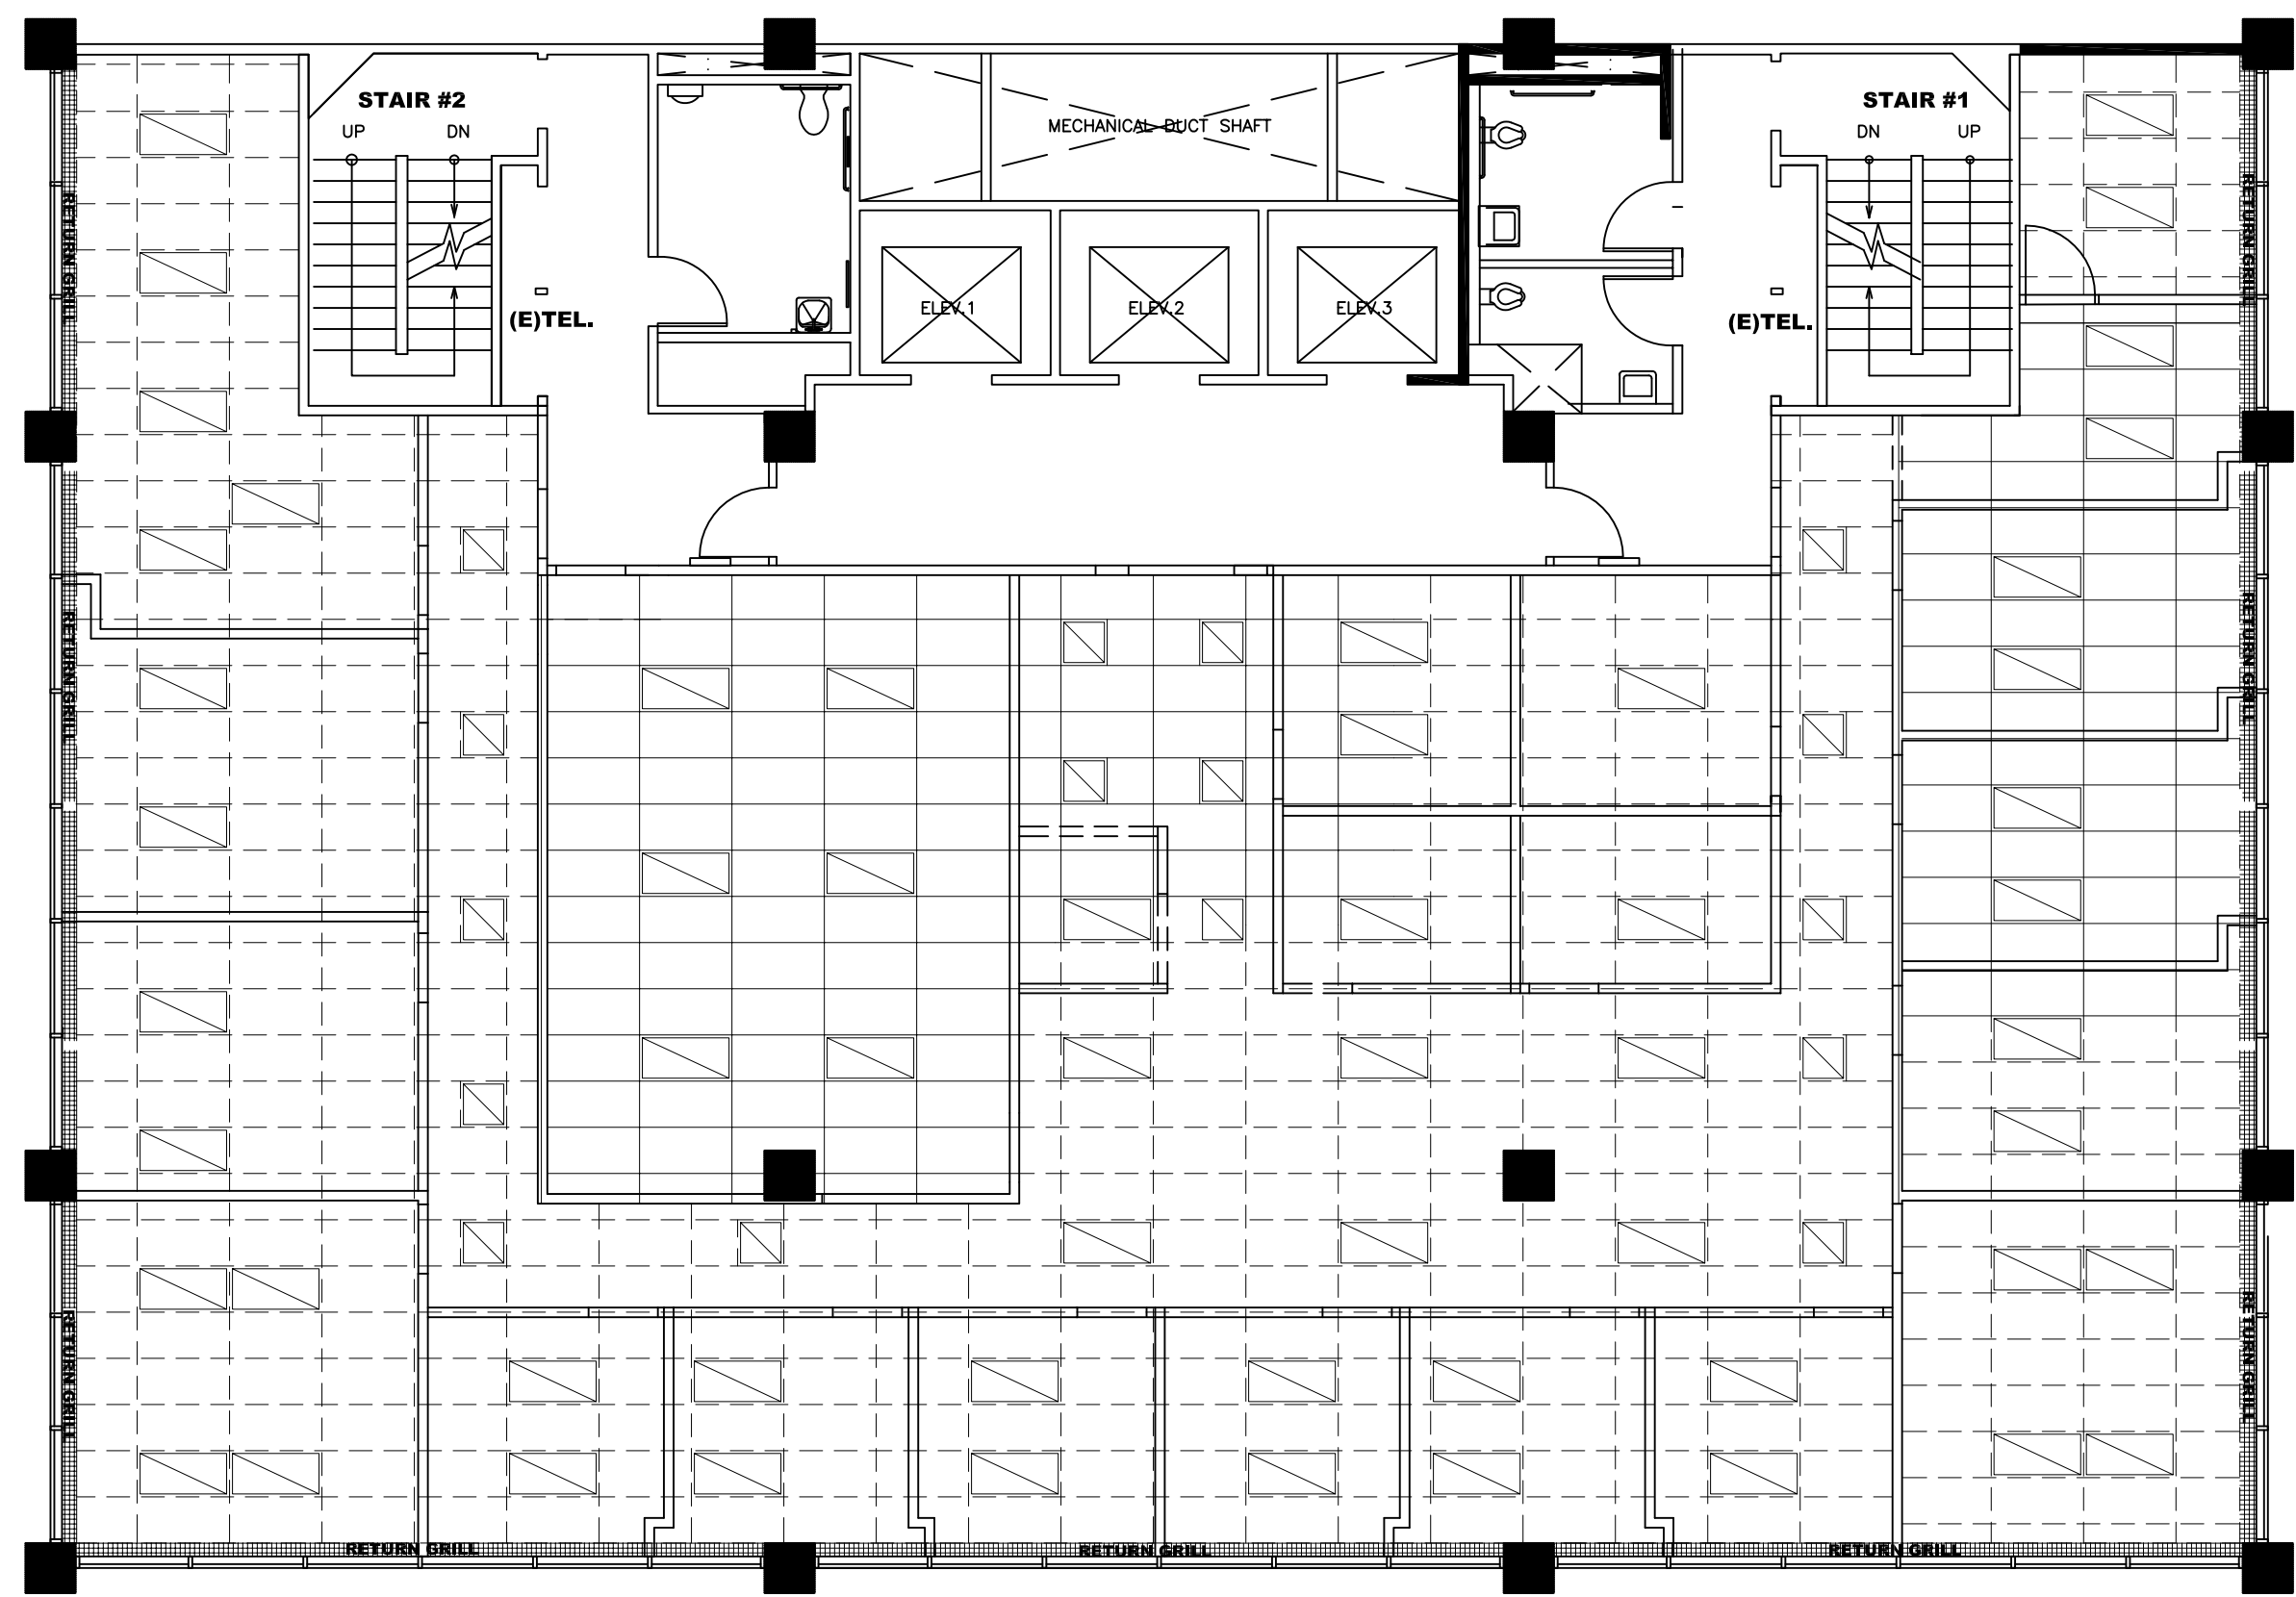 STAIR #2
UP
DN
MECHANICAL DUCT SHAFT
STAIR #1
DN
UP
RETURN GRILL
RETURN GRILL
(E)TEL.
ELEV.1
ELEV.2
ELEV.3
(E)TEL.
RETURN GRILL
RETURN GRILL
RETURN GRILL
RETURN GRILL
RETURN GRILL
RETURN GRILL
RETURN GRILL